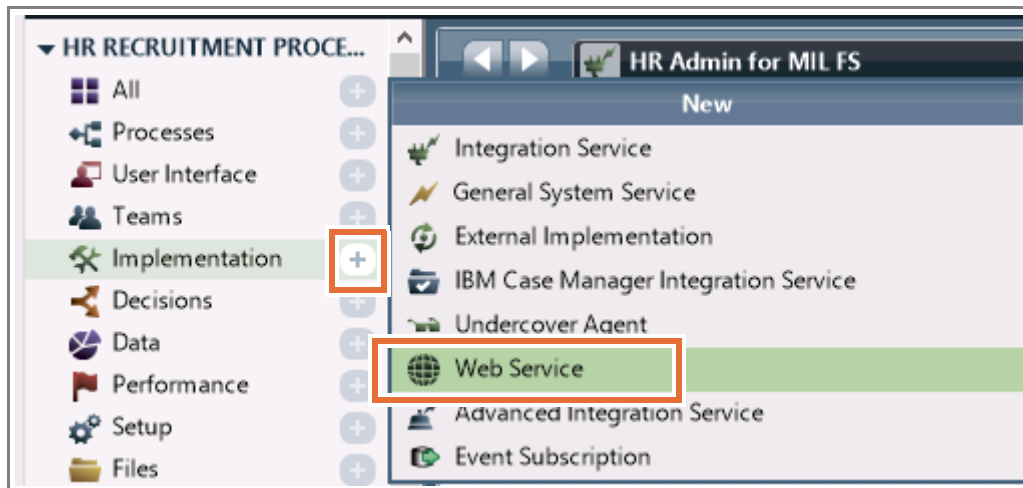 HR RECRUITMENT PROCE...
All
Processes
User Interface
Teams
Implementation
Decisions
Data
Performance
Setup
Files
HR Admin for MIL FS
New
Integration Service
General System Service
External Implementation
IBM Case Manager Integration Service
Undercover Agent
Web Service
Advanced Integration Service
Event Subscription